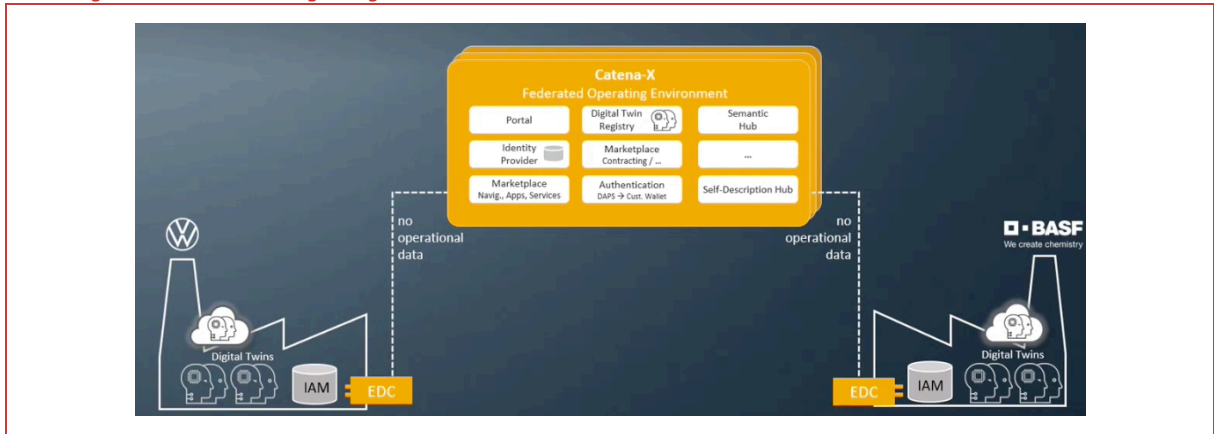 Catena-X
Federated Operating Environment
Portal
Digital Twin
Registry
Semantic
Hub
Identity
Provider
Marketplace
Contracting / ...
...
Marketplace
Navig., Apps, Services
Authentication
DAPS → Cust. Wallet
Self-Description Hub
no
operational
data
no
operational
data
BASF
We create chemistry
Digital Twins
IAM
EDC
EDC
IAM
Digital Twins